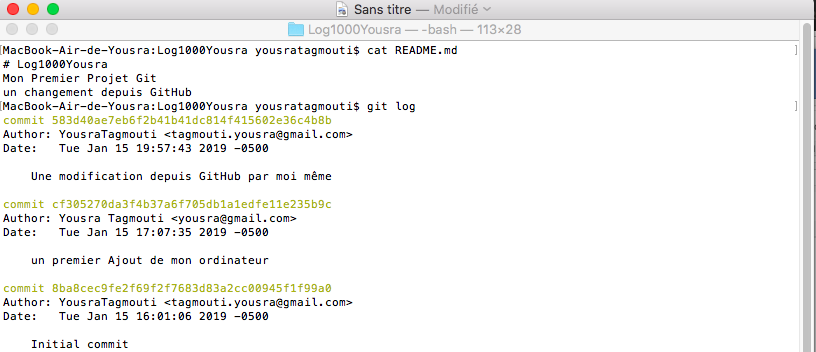 Sans titre — Modifié
Log1000Yousra — -bash — 113×28
[MacBook-Air-de-Yousra:Log1000Yousra yousratagmouti$ cat README.md ]
# Log1000Yousra
Mon Premier Projet Git
un changement depuis GitHub
[MacBook-Air-de-Yousra:Log1000Yousra yousratagmouti$ git log ]
commit 583d40ae7eb6f2b41b41dc814f415602e36c4b8b
Author: YousraTagmouti <tagmouti.yousra@gmail.com>
Date:   Tue Jan 15 19:57:43 2019 -0500
    Une modification depuis GitHub par moi même
commit cf305270da3f4b37a6f705db1a1edfe11e235b9c
Author: Yousra Tagmouti <yousra@gmail.com>
Date:   Tue Jan 15 17:07:35 2019 -0500
    un premier Ajout de mon ordinateur
commit 8ba8cec9fe2f69f2f7683d83a2cc00945f1f99a0
Author: YousraTagmouti <tagmouti.yousra@gmail.com>
Date:   Tue Jan 15 16:01:06 2019 -0500
    Initial commit